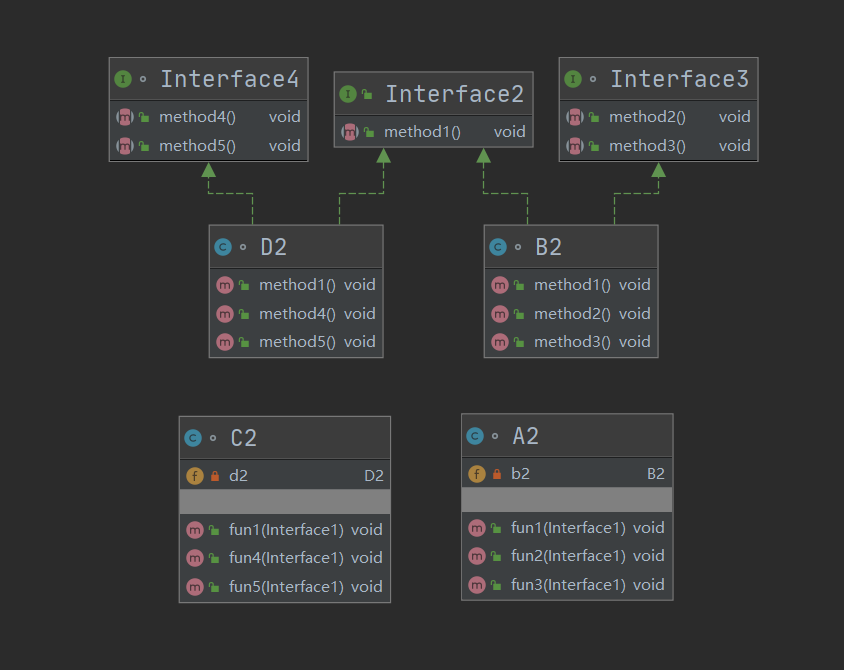 Interface4
method4() void
method5() void
Interface2
method1() void
Interface3
method2() void
method3() void
D2
method1() void
method4() void
method5() void
B2
method1() void
method2() void
method3() void
C2
d2 D2
fun1(Interface1) void
fun4(Interface1) void
fun5(Interface1) void
A2
b2 B2
fun1(Interface1) void
fun2(Interface1) void
fun3(Interface1) void